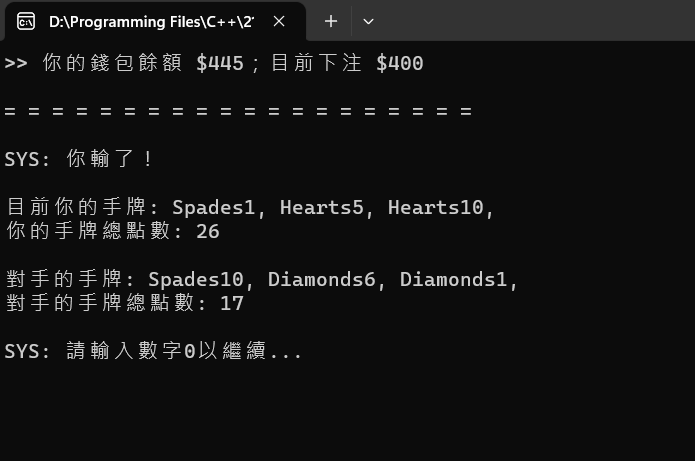 D:\Programming Files\C++\21
>> 你的錢包餘額 $445；目前下注 $400
= = = = = = = = = = = = = = = = = = = =
SYS: 你輸了！
目前你的手牌: Spades1, Hearts5, Hearts10,
你的手牌總點數: 26
對手的手牌: Spades10, Diamonds6, Diamonds1,
對手的手牌總點數: 17
SYS: 請輸入數字0以繼續...